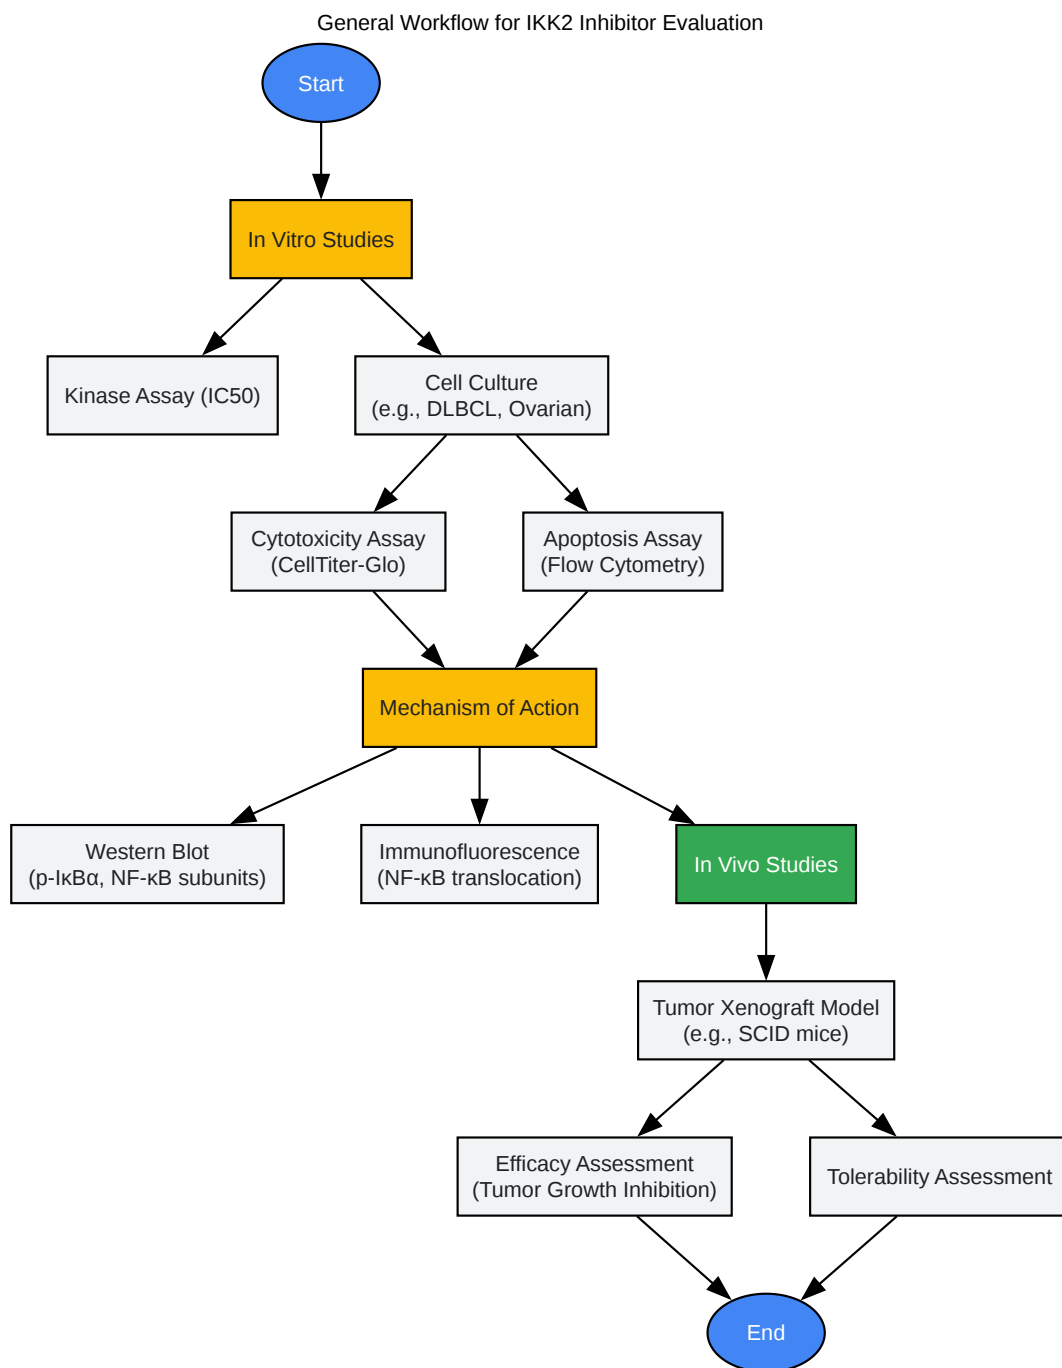 General Workflow for IKK2 Inhibitor Evaluation
Start
In Vitro Studies
Kinase Assay (IC50)
Cell Culture
(e.g., DLBCL, Ovarian)
Cytotoxicity Assay
(CellTiter-Glo)
Apoptosis Assay
(Flow Cytometry)
Mechanism of Action
Western Blot
(p-IκBα, NF-κB subunits)
Immunofluorescence
(NF-κB translocation)
In Vivo Studies
Tumor Xenograft Model
(e.g., SCID mice)
Efficacy Assessment
(Tumor Growth Inhibition)
Tolerability Assessment
End